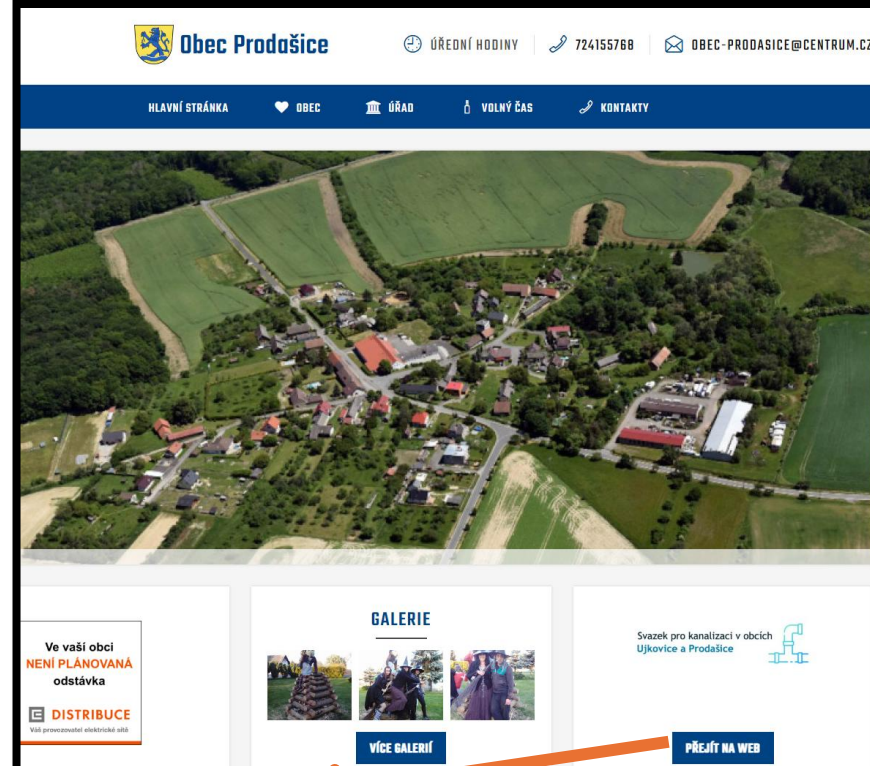 Obec Prodašice
ÚŘEDNÍ HODINY
724155768
OBEC-PRODASICE@CENTRUM.CZ
HLAVNÍ STRÁNKA
OBEC
ÚŘAD
VOLNÝ ČAS
KONTAKTY
Ve vaší obci
NENÍ PLÁNOVANÁ
odstávka
DISTRIBUCE
Váš provozovatel elektrické sítě
GALERIE
VÍCE GALERIÍ
Svazek pro kanalizaci v obcích
Ujkovice a Prodašice
PŘEJÍT NA WEB